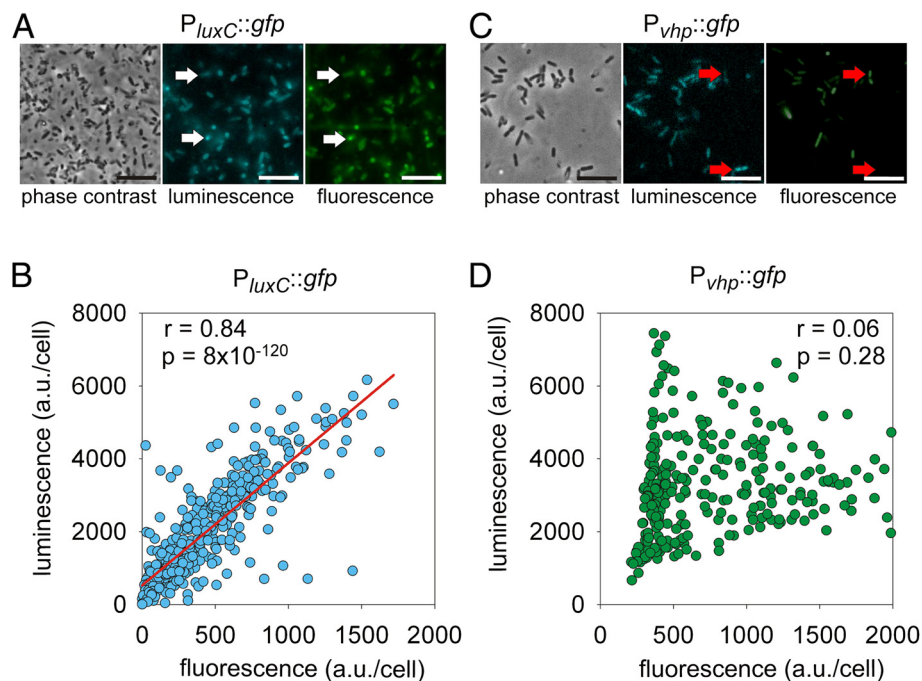 A
P_luxC::gfp
phase contrast
luminescence
fluorescence
C
P_vhp::gfp
phase contrast
luminescence
fluorescence
B
P_luxC::gfp
r = 0.84
p = 8x10^-120
luminescence (a.u./cell)
8000
6000
4000
2000
0
0 500 1000 1500 2000
fluorescence (a.u./cell)
D
P_vhp::gfp
r = 0.06
p = 0.28
luminescence (a.u./cell)
8000
6000
4000
2000
0
0 500 1000 1500 2000
fluorescence (a.u./cell)